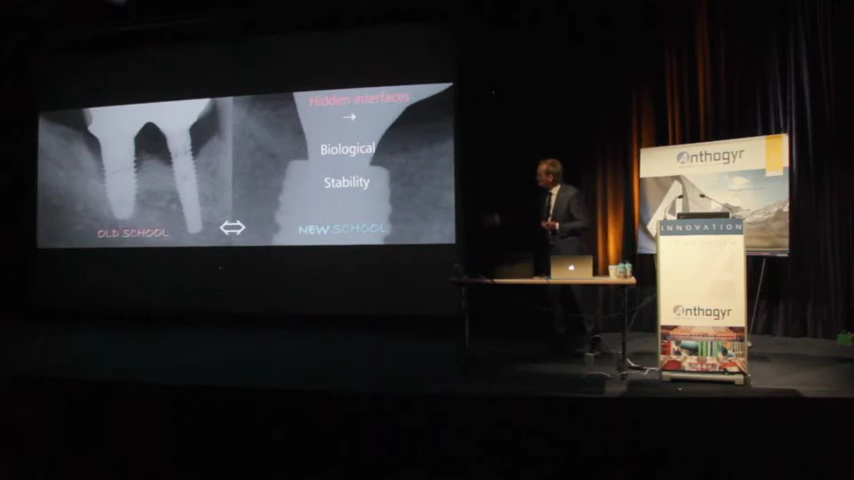 Hidden interfaces
→
Biological
Stability
OLD SCHOOL
NEW SCHOOL
Anthogyr
INNOVATION
Anthogyr